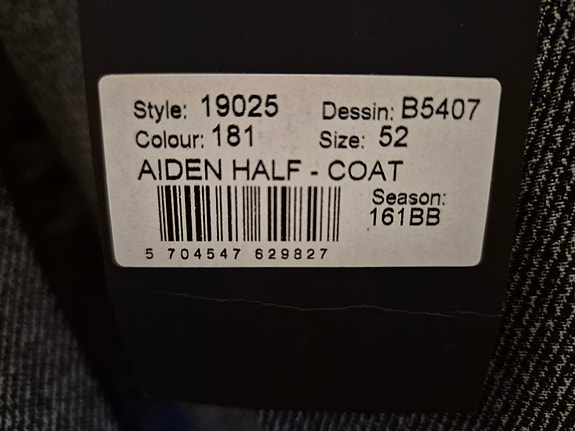 Style: 19025 Dessin: B5407
Colour: 181 Size: 52
AIDEN HALF - COAT
Season:
161BB
5 704547 629827